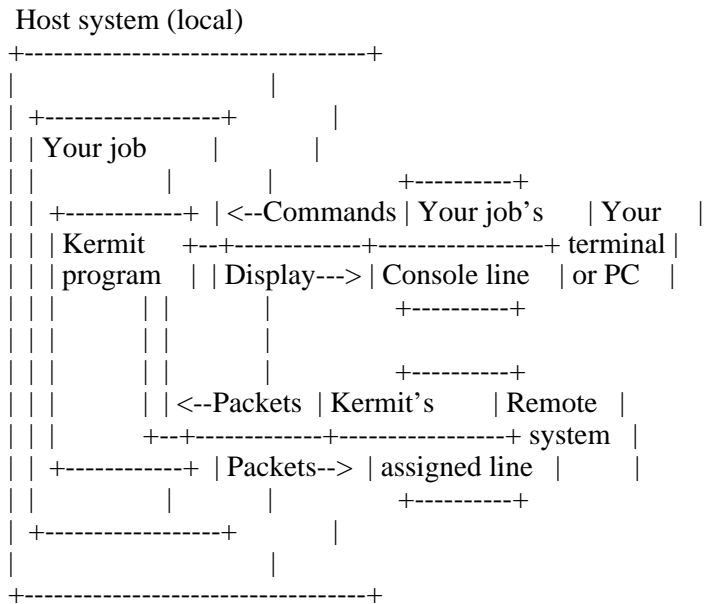 Host system (local)
+----------------------------------+
| |
| +------------------+ |
| | Your job | |
| | | | +----------+
| | +------------+ | <--Commands | Your job’s | Your |
| | | Kermit +--+-------------+-----------------+ terminal |
| | | program | | Display---> | Console line | or PC |
| | | | | | +----------+
| | | | | |
| | | | | | +----------+
| | | | | <--Packets | Kermit’s | Remote |
| | | +--+-------------+-----------------+ system |
| | +------------+ | Packets--> | assigned line | |
| | | | +----------+
| +------------------+ |
| |
+----------------------------------+